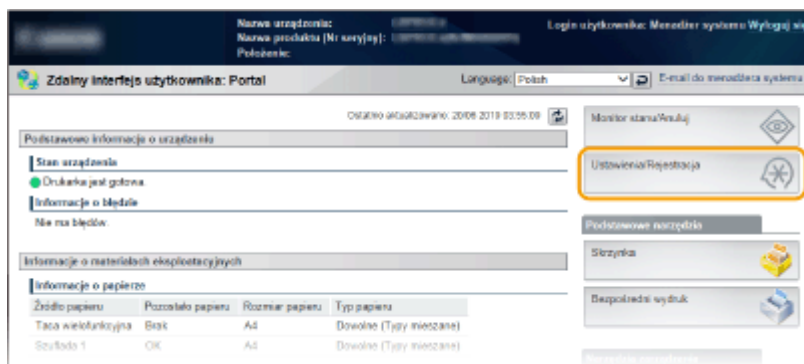 Nazwa urządzenia:
Nazwa produktu (Nr seryjny):
Położenie:
Login użytkownika: Menedżer systemu Wyloguj się
Zdalny interfejs użytkownika: Portal
Language: Polish
E-mail do menedżera systemu
Ostatnio aktualizowano: 03:55:00
Monitor stanu/Anuluj
Podstawowe informacje o urządzeniu
Stan urządzenia
Drukarka jest gotowa.
Ustawienia/Rejestracja
Informacje o błędzie
Nie ma błędów.
Podstawowe narzędzia
Skrzynka
Informacje o materiałach eksploatacyjnych
Informacje o papierze
Źródło papieru Pozostało papieru Rozmiar papieru Typ papieru
Bezpośredni wydruk
Taca wielofunkcyjna Brak A4 Dowolne (Typy mieszane)
Szuflada 1 OK A4 Dowolne (Typy mieszane)